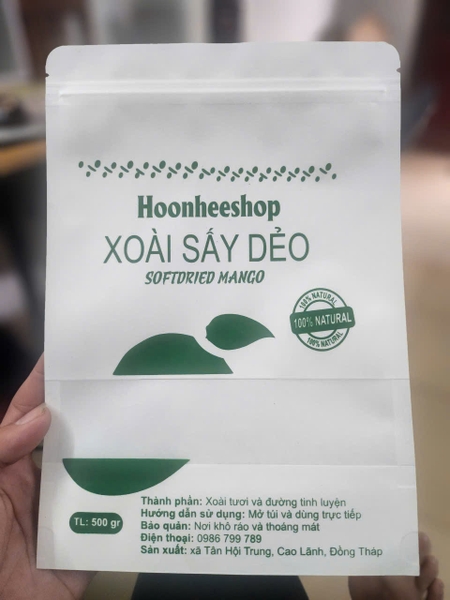 Hoonheeshop
XOÀI SẤY DẺO
SOFTDRIED MANGO
100% NATURAL
100% NATURAL
100% NATURAL
TL: 500 gr
Thành phần: Xoài tươi và đường tinh luyện
Hướng dẫn sử dụng: Mở túi và dùng trực tiếp
Bảo quản: Nơi khô ráo và thoáng mát
Điện thoại: 0986 799 789
Sản xuất: xã Tân Hội Trung, Cao Lãnh, Đồng Tháp